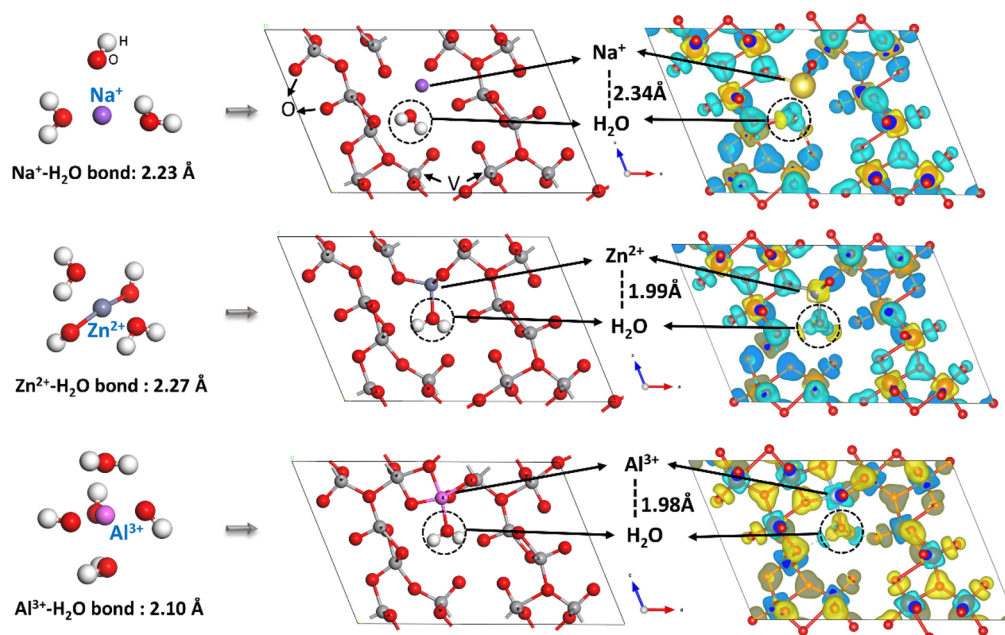 H
O
Na⁺
Na⁺-H₂O bond: 2.23 Å
O
V
Na⁺
2.34Å
H₂O
c
a
Zn²⁺
Zn²⁺-H₂O bond : 2.27 Å
Zn²⁺
1.99Å
H₂O
c
a
Al³⁺
Al³⁺-H₂O bond : 2.10 Å
Al³⁺
1.98Å
H₂O
c
a